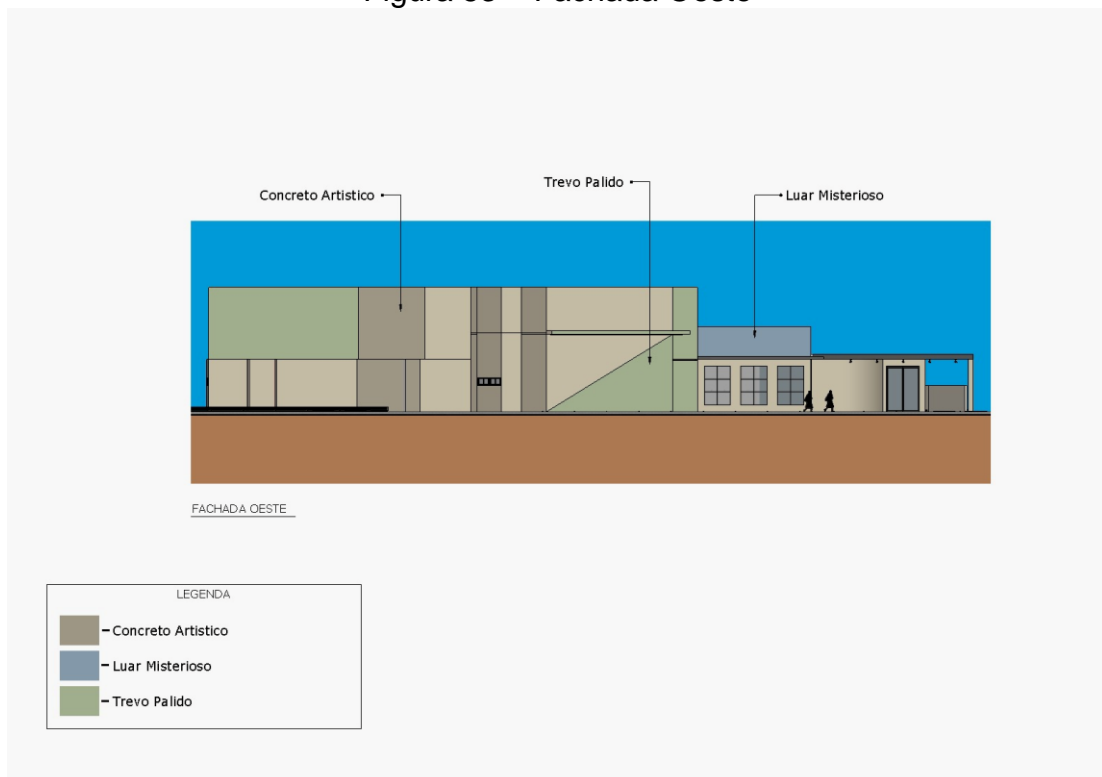 Concreto Artistico
Trevo Palido
Luar Misterioso
FACHADA OESTE
LEGENDA
Concreto Artistico
Luar Misterioso
Trevo Palido